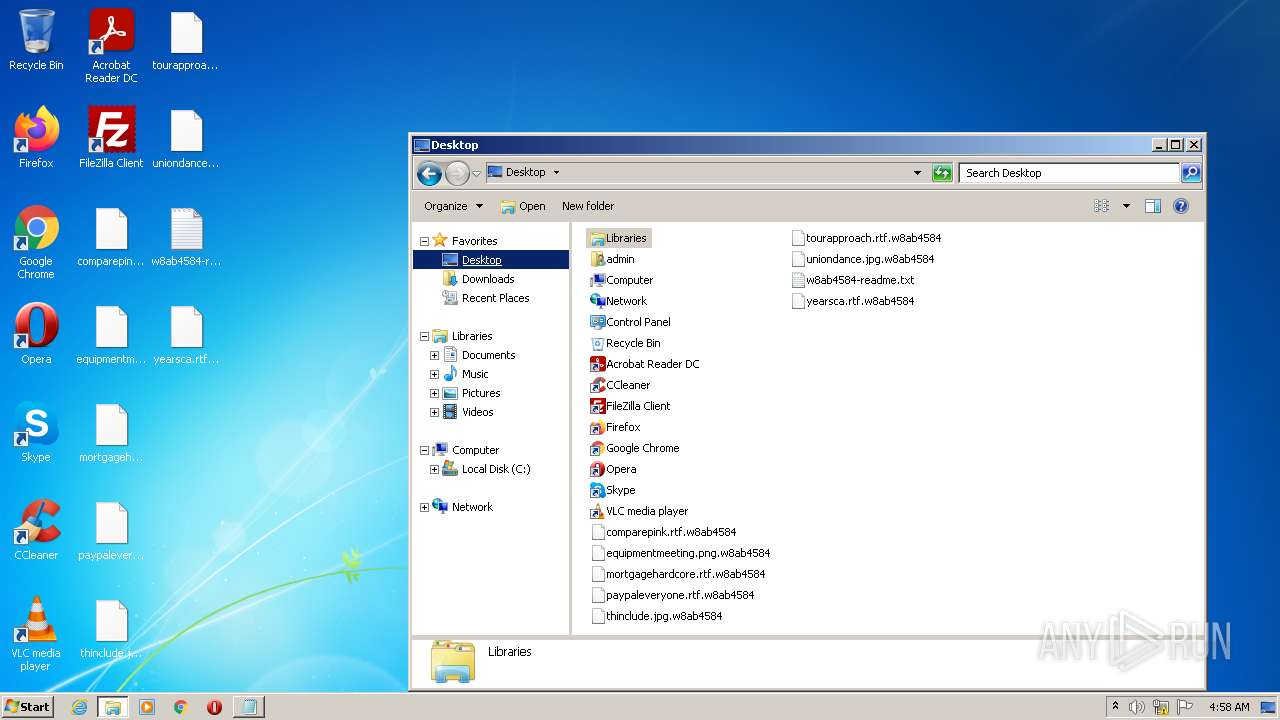 Recycle Bin
Acrobat
Reader DC
tourapproa...
Firefox
FileZilla Client
uniondance...
Google
Chrome
comparepin...
w8ab4584-r...
Opera
equipmentm...
yearsca.rtf...
Skype
mortgageh...
CCleaner
paypalever...
VLC media
player
thinclude.j...
Desktop
Desktop
Search Desktop
Organize
Open
New folder
Favorites
Desktop
Downloads
Recent Places
Libraries
Documents
Music
Pictures
Videos
Computer
Local Disk (C:)
Network
Libraries
admin
Computer
Network
Control Panel
Recycle Bin
Acrobat Reader DC
CCleaner
FileZilla Client
Firefox
Google Chrome
Opera
Skype
VLC media player
comparepink.rtf.w8ab4584
equipmentmeeting.png.w8ab4584
mortgagehardcore.rtf.w8ab4584
paypaleveryone.rtf.w8ab4584
thinclude.jpg.w8ab4584
tourapproach.rtf.w8ab4584
uniondance.jpg.w8ab4584
w8ab4584-readme.txt
yearsca.rtf.w8ab4584
Libraries
ANY RUN
Start
4:58 AM